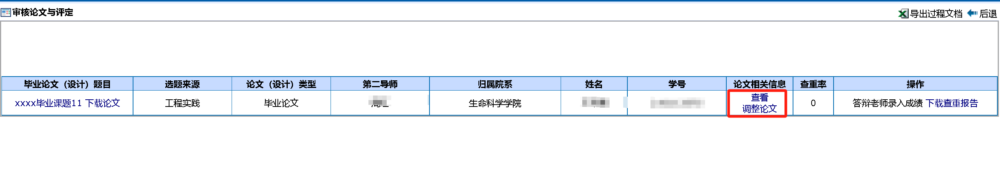 审核论文与评定
导出过程文档 后退
毕业论文（设计）题目 选题来源 论文（设计）类型 第二导师 归属院系 姓名 学号 论文相关信息 查重率 操作
xxxx毕业课题11 下载论文 工程实践 毕业论文 生命科学学院 查看 0 答辩老师录入成绩 下载查重报告
调整论文